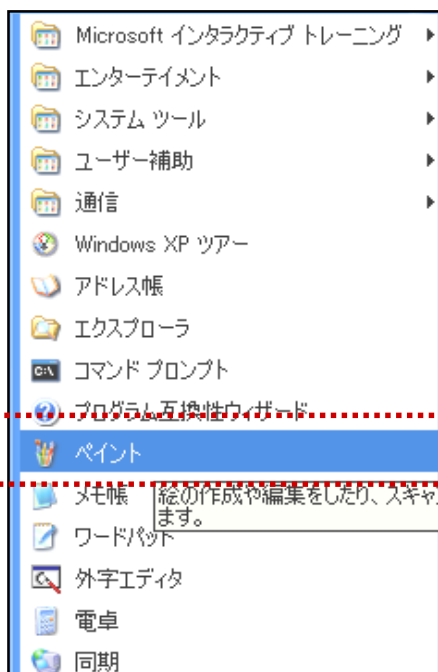 Microsoft インタラクティブ トレーニング
エンターテイメント
システム ツール
ユーザー補助
通信
Windows XP ツアー
アドレス帳
エクスプローラ
コマンド プロンプト
プログラム互換性ウィザード
ペイント
メモ帳
絵の作成や編集をしたり、スキャ
ます。
ワードパット
外字エディタ
電卓
同期